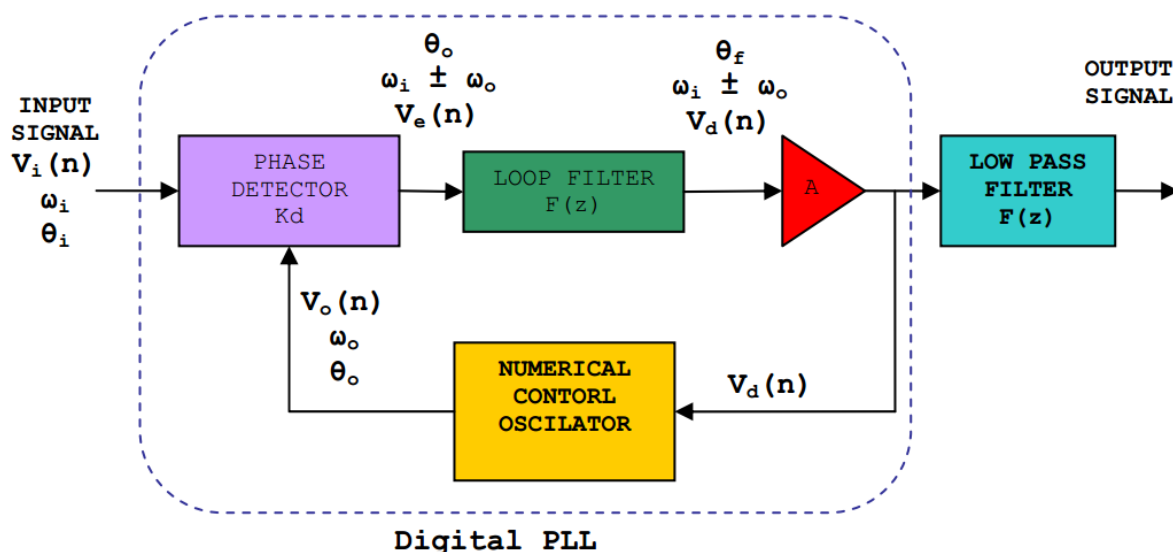 INPUT
SIGNAL
Vᵢ(n)
ωᵢ
θᵢ
PHASE
DETECTOR
Kd
θₒ
ωᵢ ± ωₒ
Vₑ(n)
LOOP FILTER
F(z)
θf
ωᵢ ± ωₒ
Vd(n)
A
LOW PASS
FILTER
F(z)
OUTPUT
SIGNAL
Vₒ(n)
ωₒ
θₒ
NUMERICAL
CONTORL
OSCILATOR
Vd(n)
Digital PLL